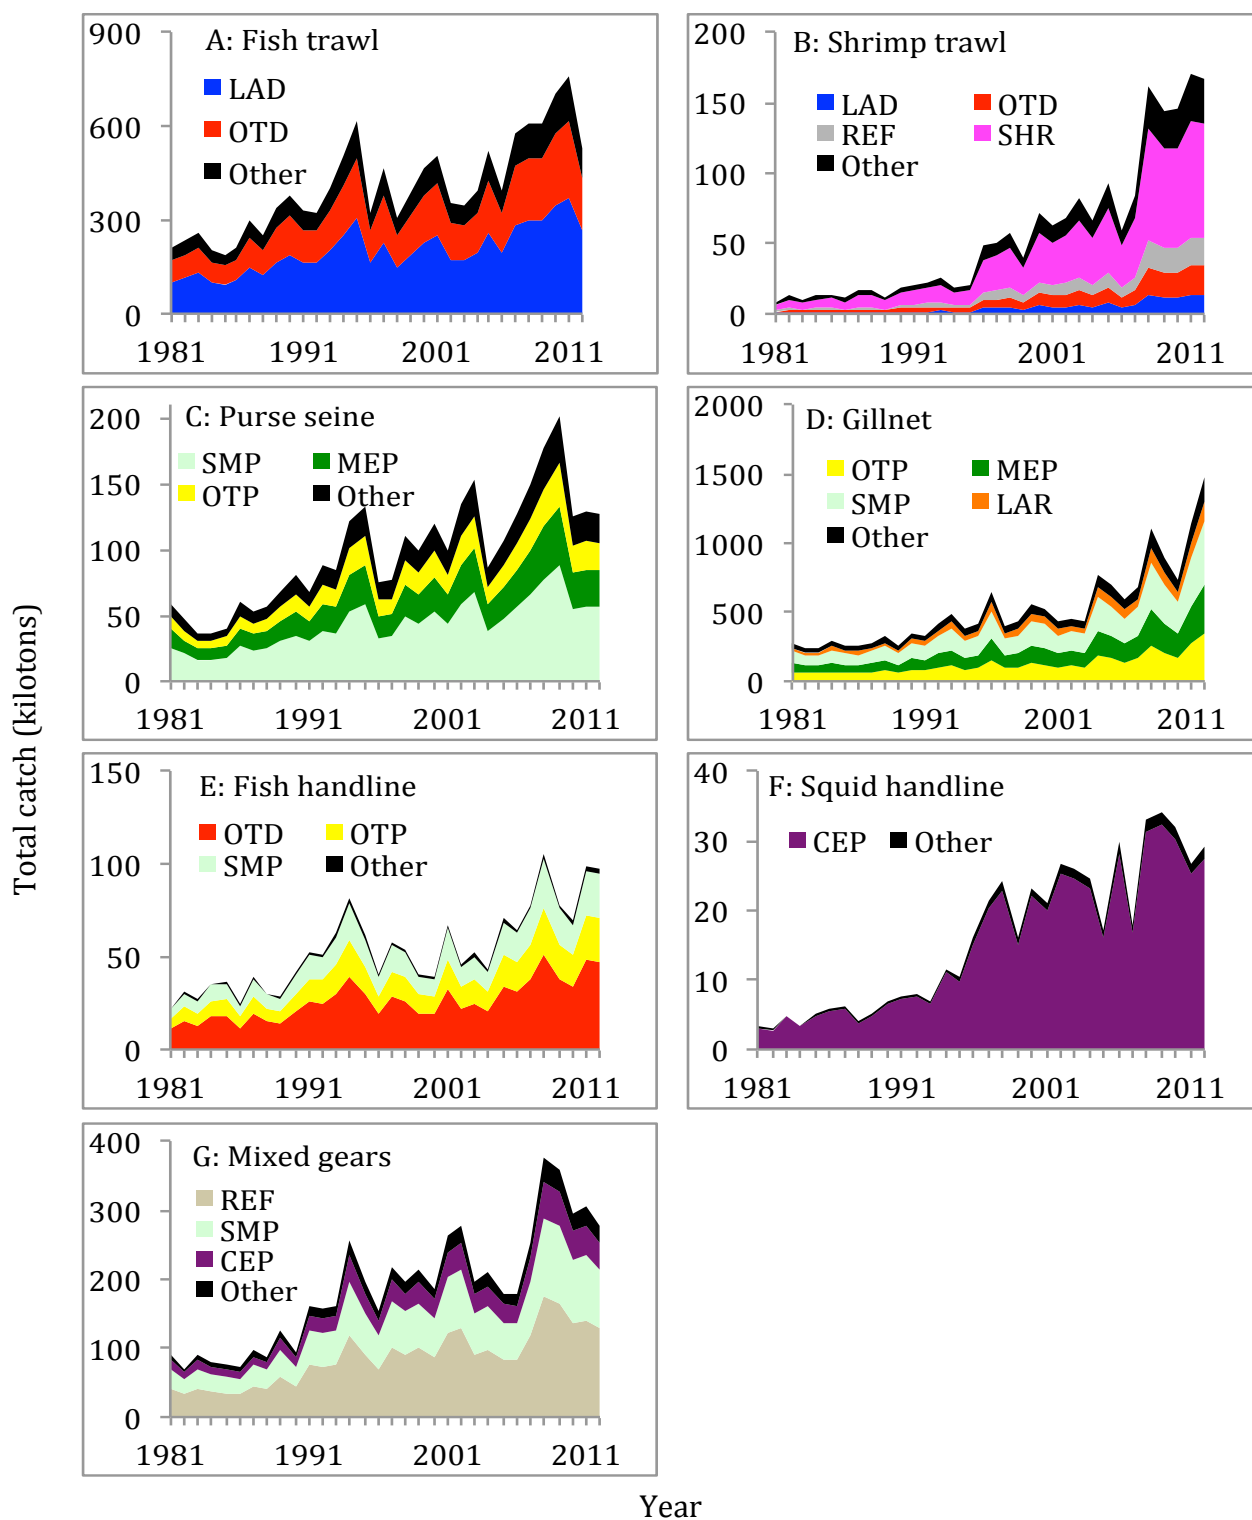 A: Fish trawl
LAD
OTD
Other
900
600
300
0
1981 1991 2001 2011
B: Shrimp trawl
LAD OTD
REF SHR
Other
200
150
100
50
0
1981 1991 2001 2011
C: Purse seine
SMP MEP
OTP Other
200
150
100
50
0
1981 1991 2001 2011
D: Gillnet
OTP MEP
SMP LAR
Other
2000
1500
1000
500
0
1981 1991 2001 2011
E: Fish handline
OTD OTP
SMP Other
150
100
50
0
1981 1991 2001 2011
F: Squid handline
CEP Other
40
30
20
10
0
1981 1991 2001 2011
G: Mixed gears
REF
SMP
CEP
Other
400
300
200
100
0
1981 1991 2001 2011
Total catch (kilotons)
Year